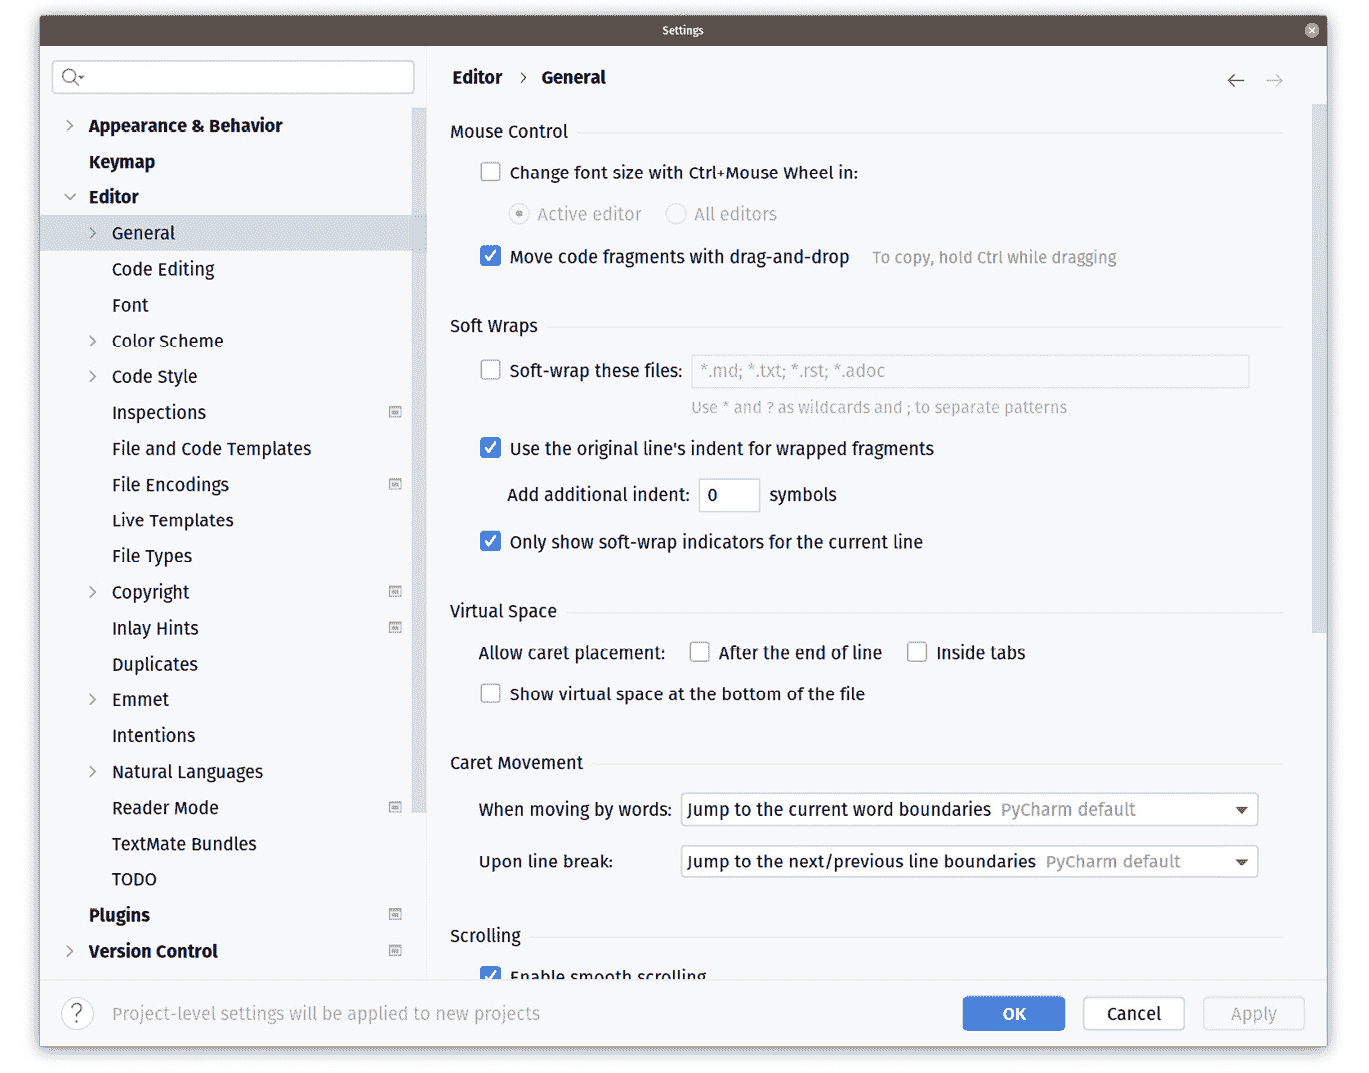 Settings
Editor > General
Appearance & Behavior
Keymap
Editor
General
Code Editing
Font
Color Scheme
Code Style
Inspections
File and Code Templates
File Encodings
Live Templates
File Types
Copyright
Inlay Hints
Duplicates
Emmet
Intentions
Natural Languages
Reader Mode
TextMate Bundles
TODO
Plugins
Version Control
Mouse Control
Change font size with Ctrl+Mouse Wheel in:
Active editor All editors
Move code fragments with drag-and-drop To copy, hold Ctrl while dragging
Soft Wraps
Soft-wrap these files: *.md; *.txt; *.rst; *.adoc
Use * and ? as wildcards and ; to separate patterns
Use the original line's indent for wrapped fragments
Add additional indent: 0 symbols
Only show soft-wrap indicators for the current line
Virtual Space
Allow caret placement: After the end of line Inside tabs
Show virtual space at the bottom of the file
Caret Movement
When moving by words: Jump to the current word boundaries PyCharm default
Upon line break: Jump to the next/previous line boundaries PyCharm default
Scrolling
Enable smooth scrolling
? Project-level settings will be applied to new projects
OK Cancel Apply